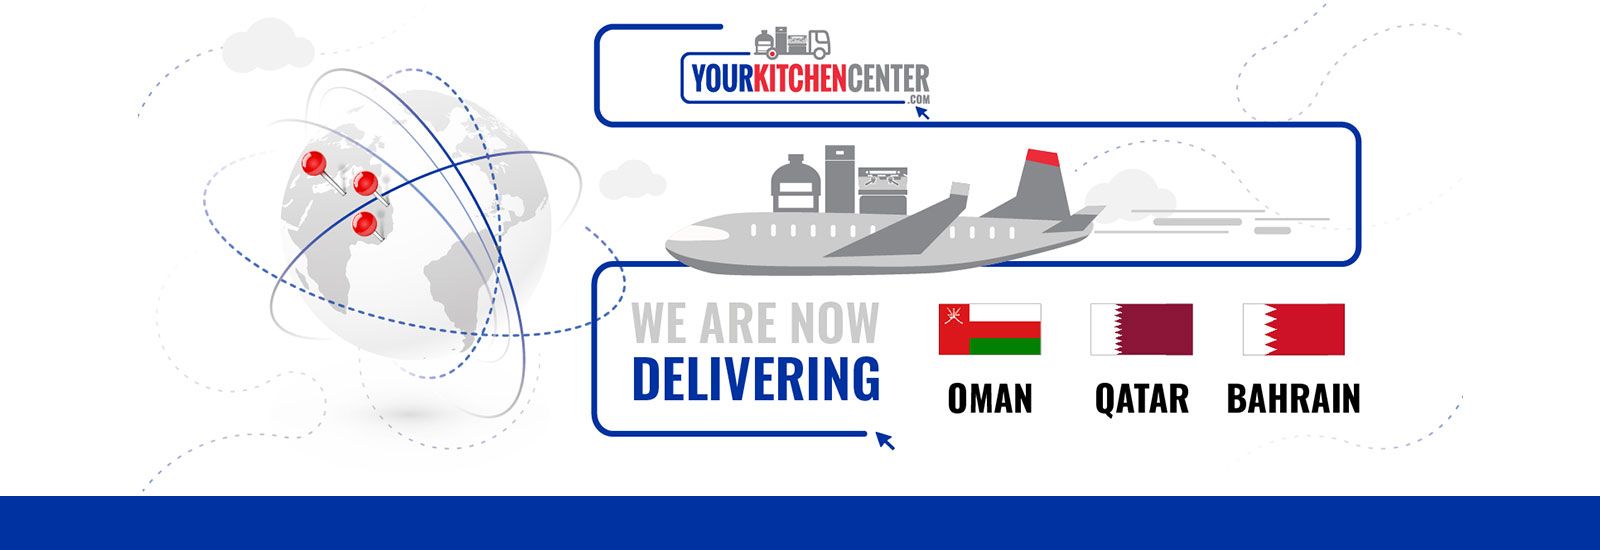 YOURKITCHENCENTER
.COM
WE ARE NOW
DELIVERING
OMAN QATAR BAHRAIN